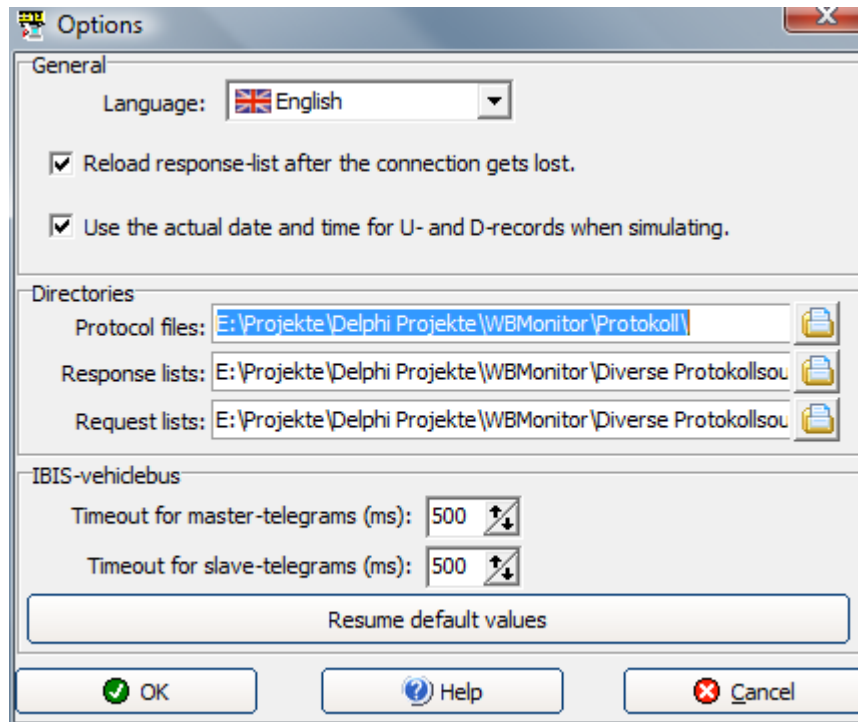 Options
General
Language: English
Reload response-list after the connection gets lost.
Use the actual date and time for U- and D-records when simulating.
Directories
Protocol files: E:\Projekte\Delphi Projekte\WBMonitor\Protokoll\
Response lists: E:\Projekte\Delphi Projekte\WBMonitor\Diverse Protokollsou
Request lists: E:\Projekte\Delphi Projekte\WBMonitor\Diverse Protokollsou
IBIS-vehiclebus
Timeout for master-telegrams (ms): 500
Timeout for slave-telegrams (ms): 500
Resume default values
OK Help Cancel